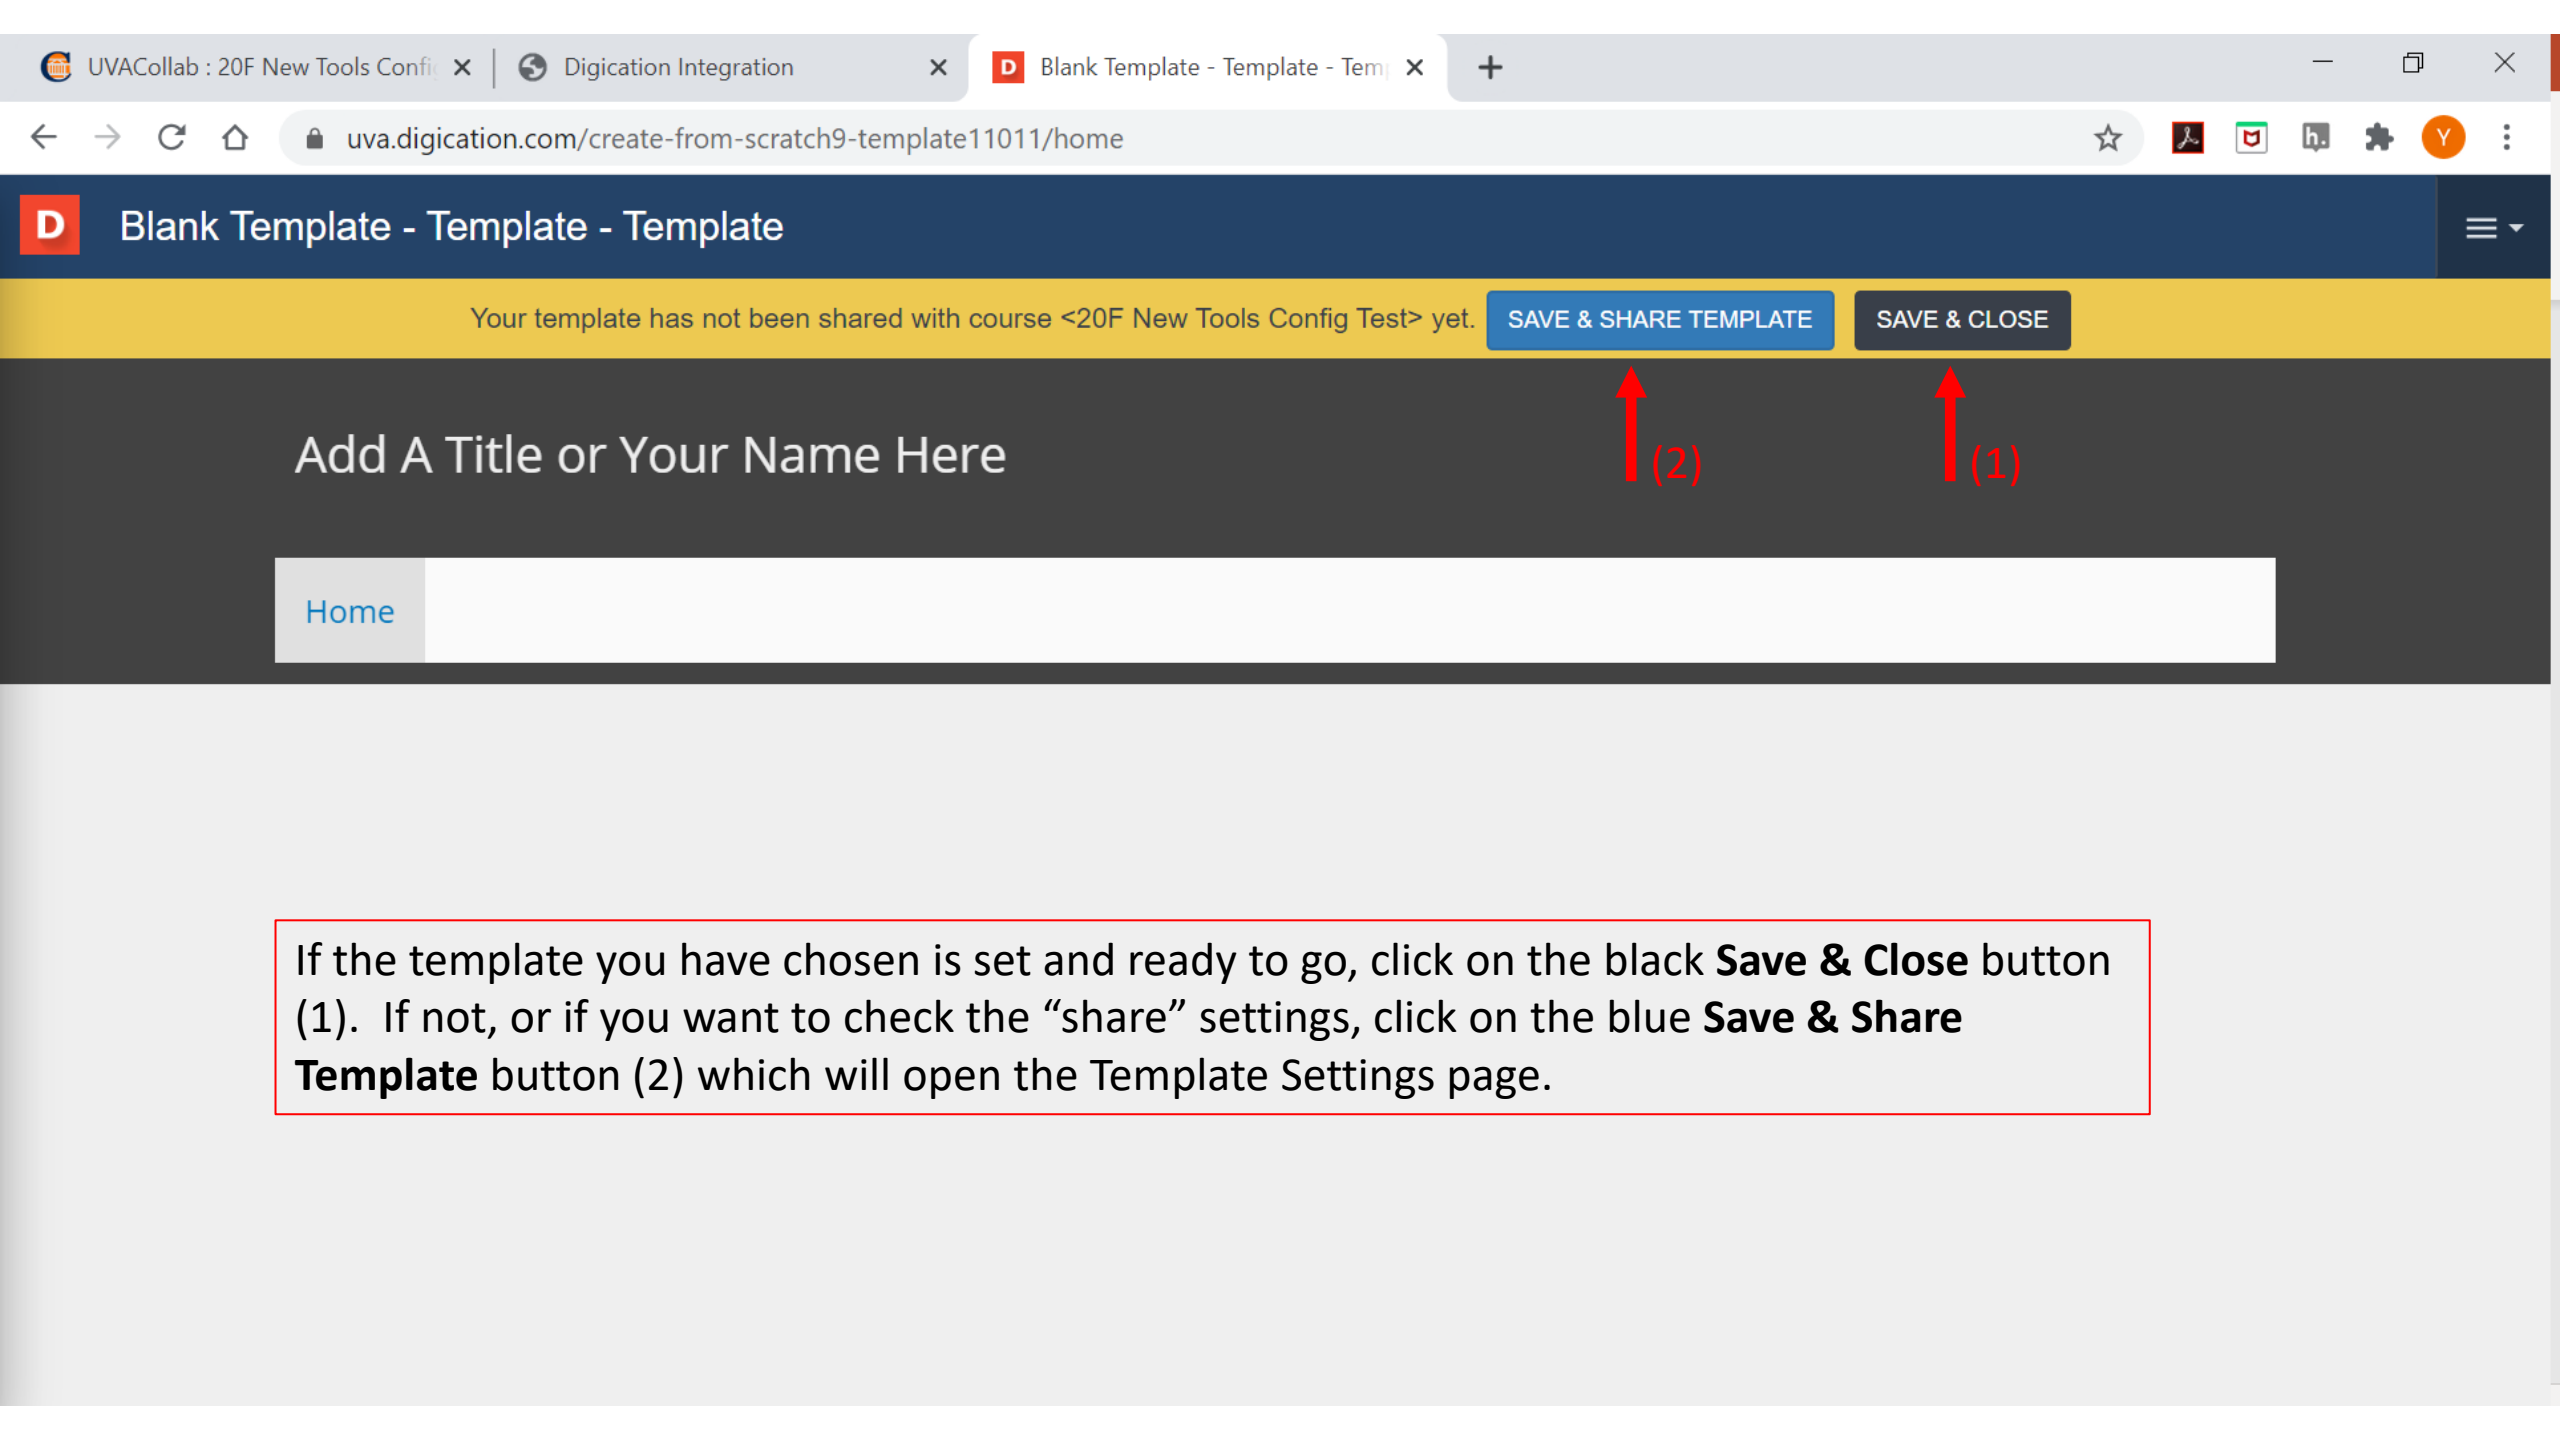 UVACollab : 20F New Tools Confi
Digication Integration
D Blank Template - Template - Tem
uva.digication.com/create-from-scratch9-template11011/home
h.
Y
D Blank Template - Template - Template
Your template has not been shared with course <20F New Tools Config Test> yet. SAVE & SHARE TEMPLATE SAVE & CLOSE
Add A Title or Your Name Here
(2) (1)
Home
If the template you have chosen is set and ready to go, click on the black Save & Close button
(1).  If not, or if you want to check the “share” settings, click on the blue Save & Share
Template button (2) which will open the Template Settings page.